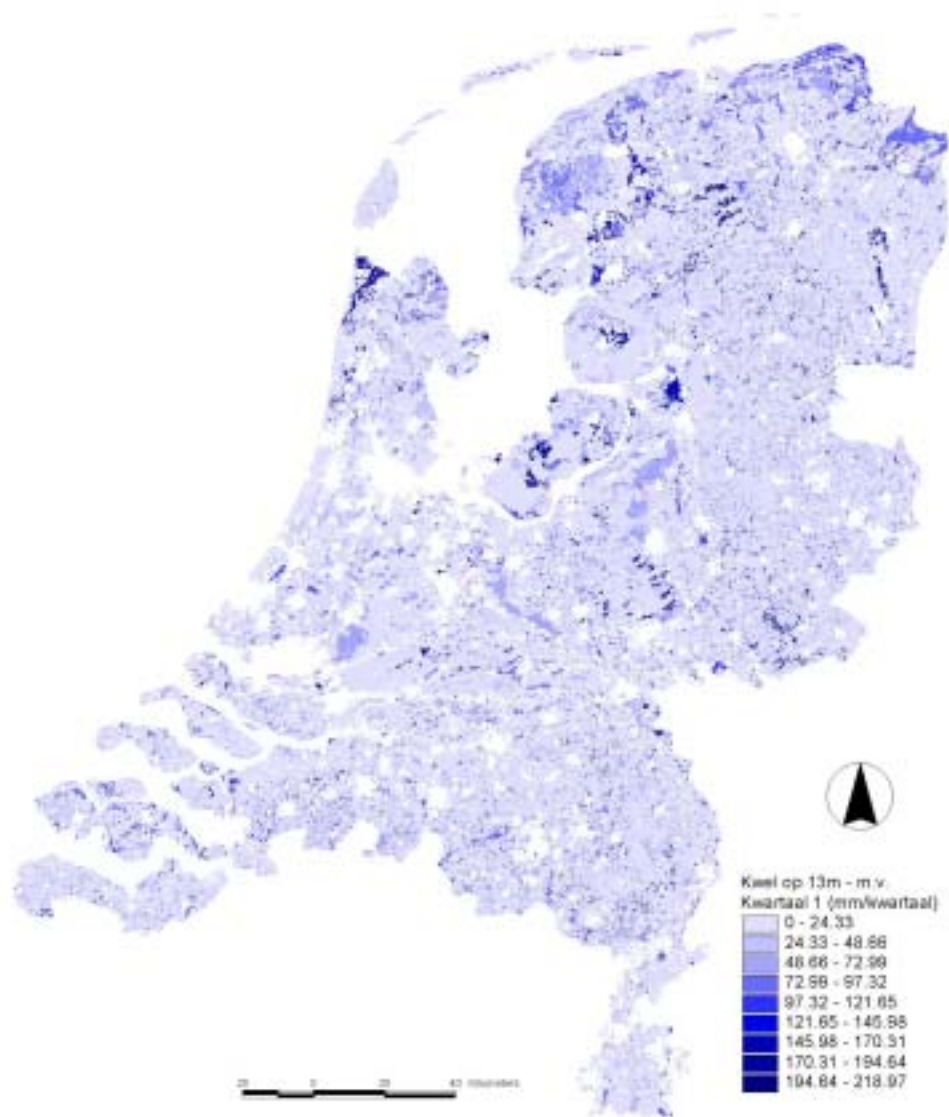 Kwel op 13m - m.v.
Kwartaal 1 (mm/kwartaal)
0 - 24.33
24.33 - 48.66
48.66 - 72.99
72.99 - 97.32
97.32 - 121.65
121.65 - 145.98
145.98 - 170.31
170.31 - 194.64
194.64 - 218.97
20 0 20 40 kilometers